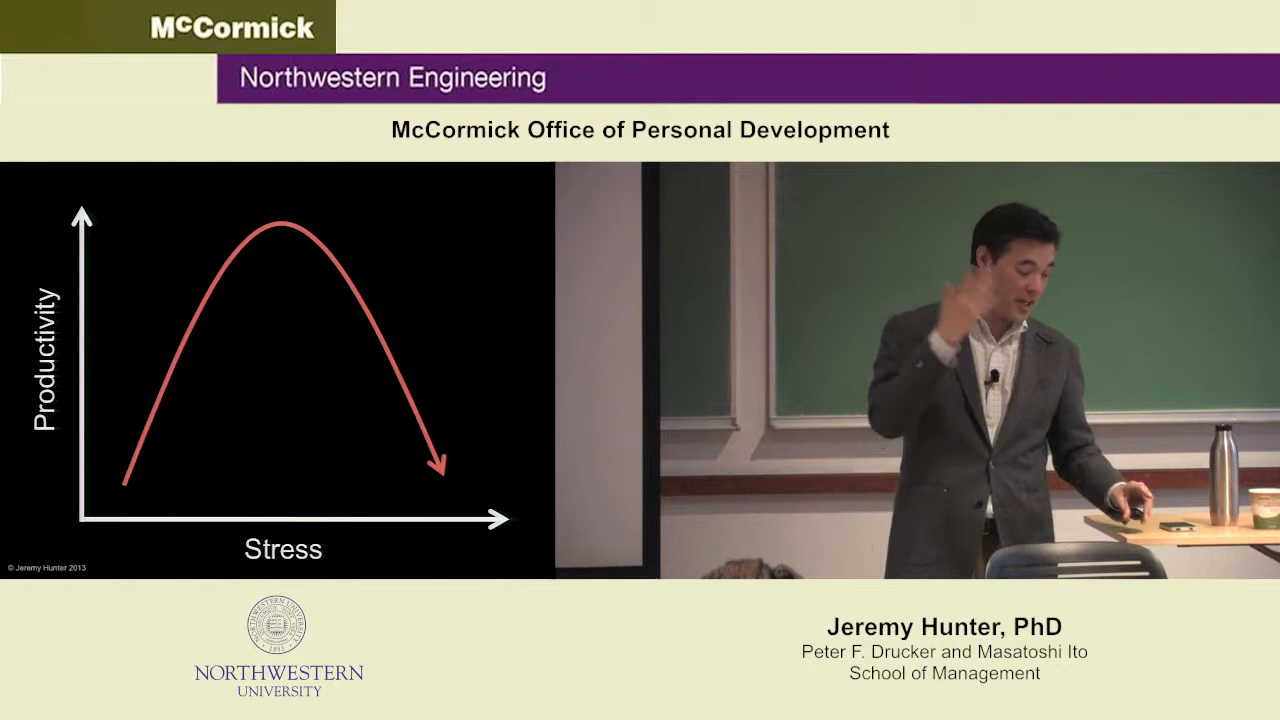 McCormick
Northwestern Engineering
McCormick Office of Personal Development
Productivity
Stress
© Jeremy Hunter 2013
NORTHWESTERN
UNIVERSITY
Jeremy Hunter, PhD
Peter F. Drucker and Masatoshi Ito
School of Management